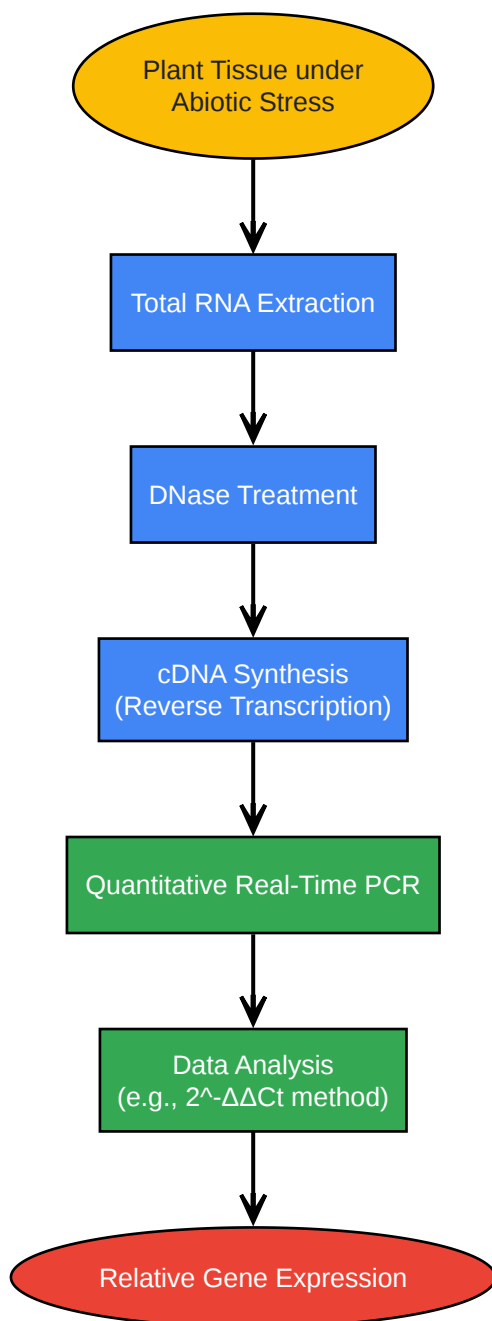 Plant Tissue under
Abiotic Stress
Total RNA Extraction
DNase Treatment
cDNA Synthesis
(Reverse Transcription)
Quantitative Real-Time PCR
Data Analysis
(e.g., 2^-ΔΔCt method)
Relative Gene Expression